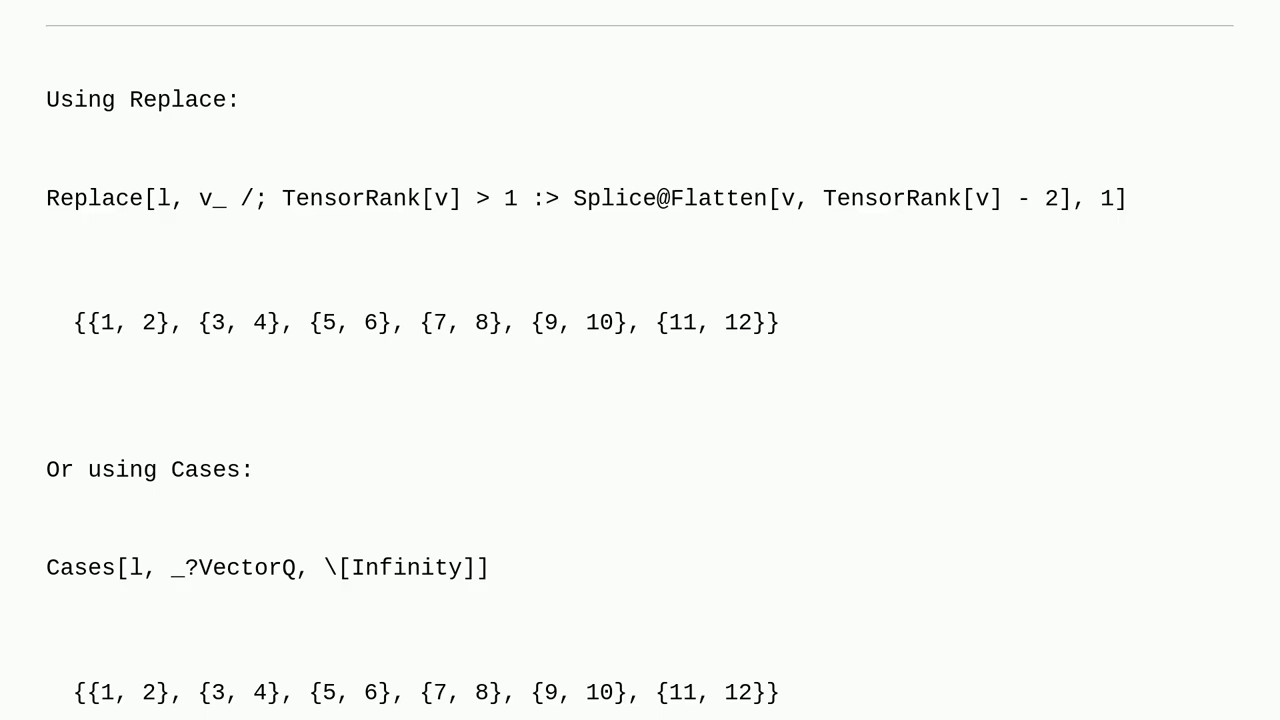 Using Replace:
Replace[l, v_ /; TensorRank[v] > 1 :> Splice@Flatten[v, TensorRank[v] - 2], 1]
{{1, 2}, {3, 4}, {5, 6}, {7, 8}, {9, 10}, {11, 12}}
Or using Cases:
Cases[l, _?VectorQ, \[Infinity]]
{{1, 2}, {3, 4}, {5, 6}, {7, 8}, {9, 10}, {11, 12}}